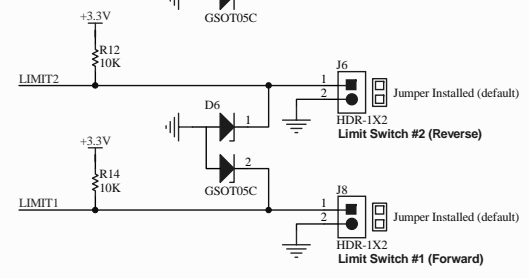 GSOT05C
+3.3V
R12
10K
LIMIT2
J6
1
2
Jumper Installed (default)
HDR-1X2
Limit Switch #2 (Reverse)
D6
1
+3.3V
2
R14
10K
GSOT05C
LIMIT1
J8
1
2
Jumper Installed (default)
HDR-1X2
Limit Switch #1 (Forward)